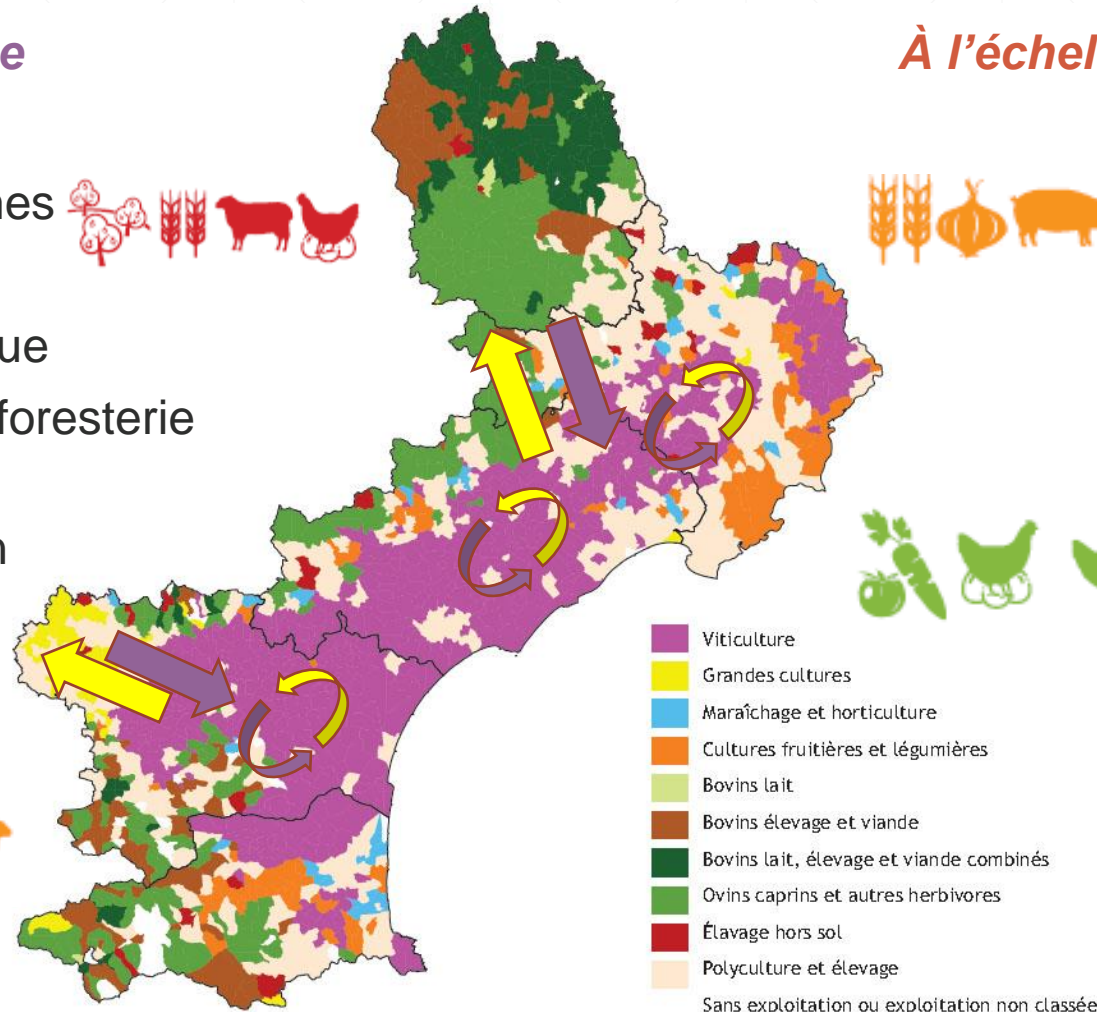 e
À l’échel
nes
ue
foresterie
n
Viticulture
Grandes cultures
Maraîchage et horticulture
Cultures fruitières et légumières
Bovins lait
Bovins élevage et viande
Bovins lait, élevage et viande combinés
Ovins caprins et autres herbivores
Élavage hors sol
Polyculture et élevage
Sans exploitation ou exploitation non classée